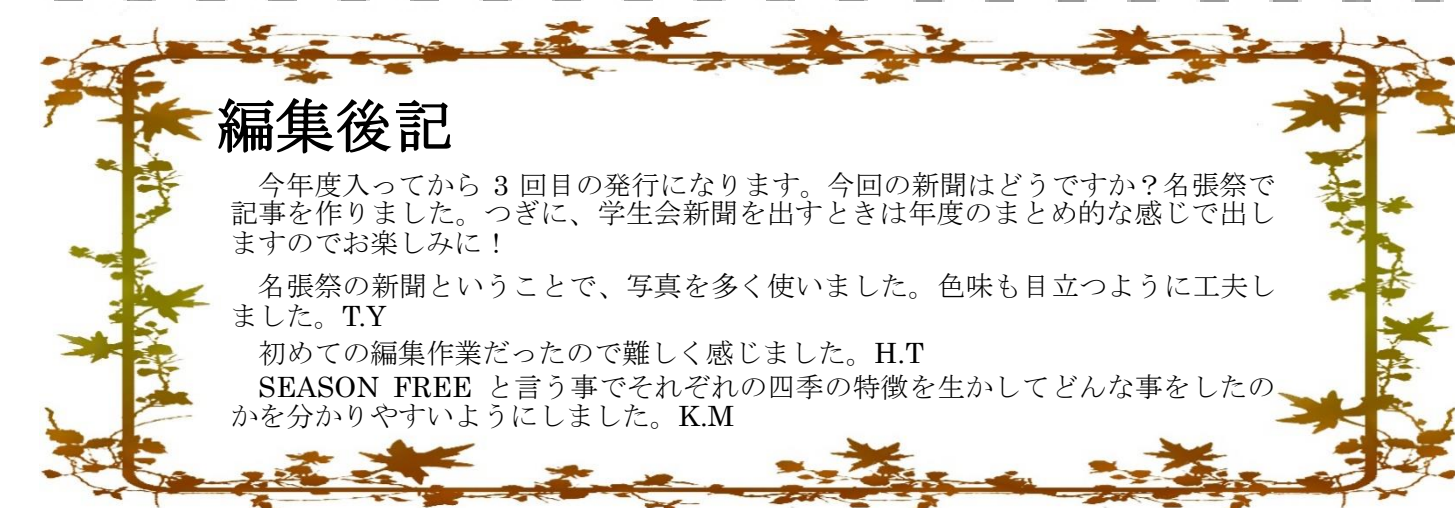 編集後記
今年度入ってから 3 回目の発行になります。今回の新聞はどうですか？名張祭で
記事を作りました。つぎに、学生会新聞を出すときは年度のまとめ的な感じで出し
ますのでお楽しみに！
名張祭の新聞ということで、写真を多く使いました。色味も目立つように工夫し
ました。T.Y
初めての編集作業だったので難しく感じました。H.T
SEASON FREE と言う事でそれぞれの四季の特徴を生かしてどんな事をしたの
かを分かりやすいようにしました。K.M